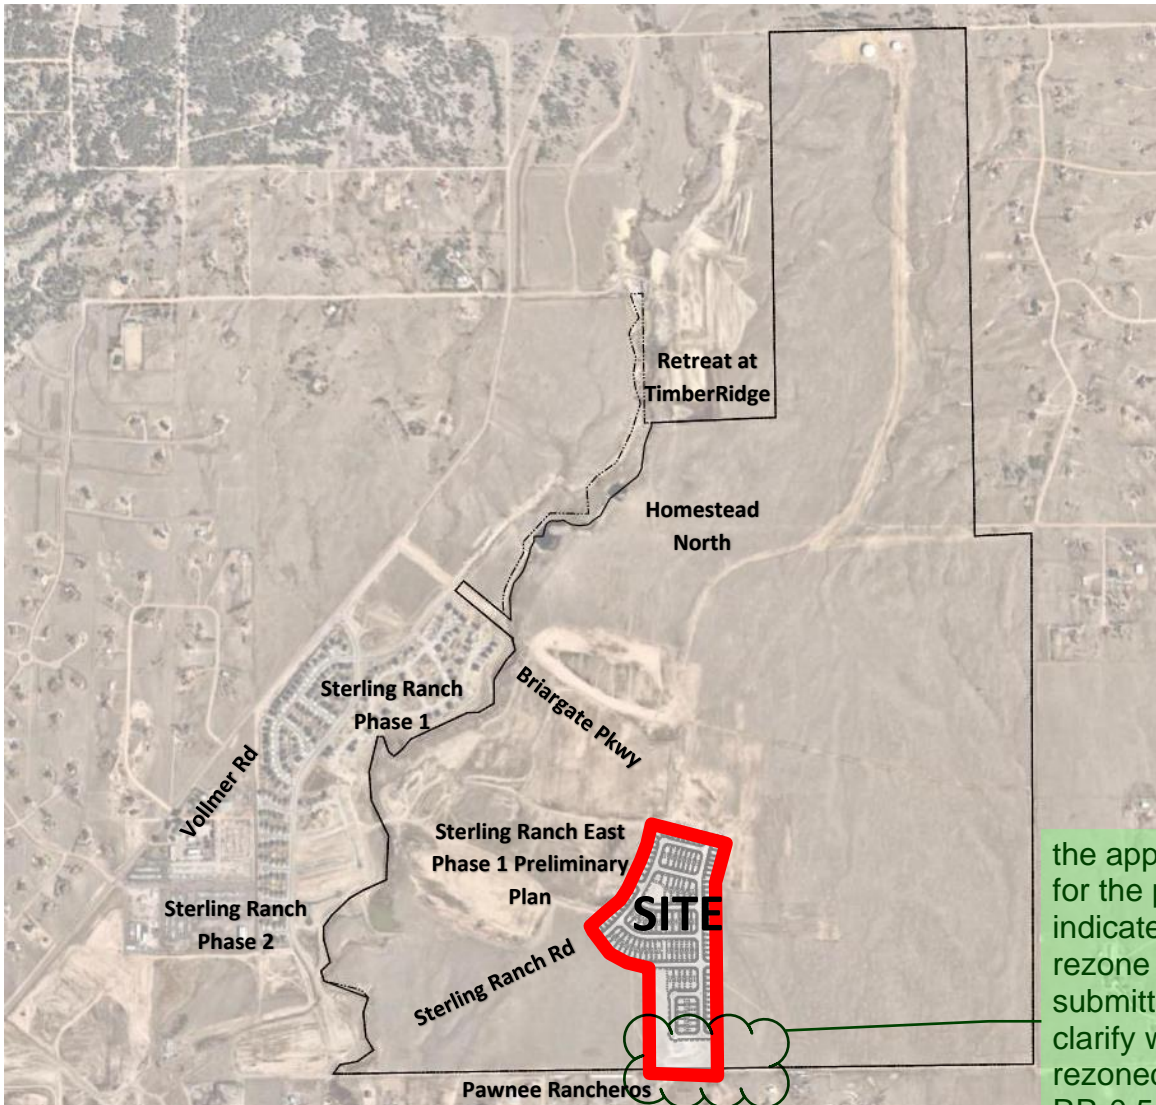 Retreat at
TimberRidge
Homestead
North
Briargate Pkwy
Sterling Ranch
Phase 1
Vollmer Rd
Sterling Ranch East
Phase 1 Preliminary
Plan
Sterling Ranch
Phase 2
SITE
Sterling Ranch Rd
Pawnee Rancheros
the app
for the p
indicate
rezone
submitt
clarify w
rezoned